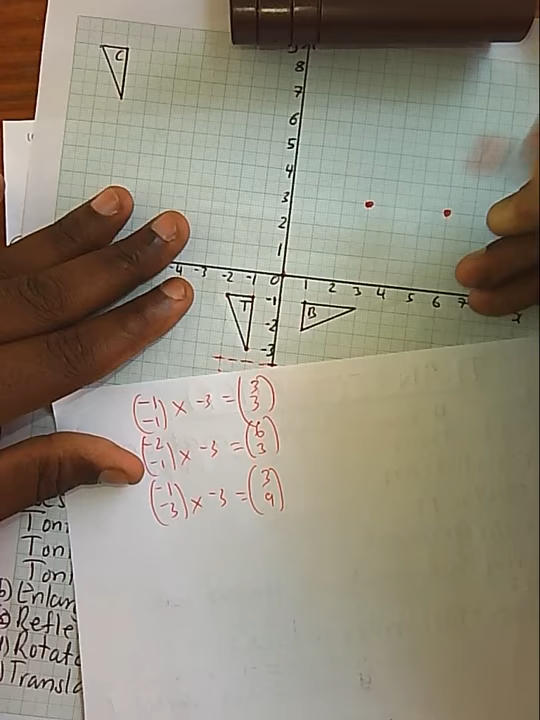 C
9
8
7
6
5
4
3
2
1
-4 -3 -2 -1 0 1 2 3 4 5 6 7
x
T -1 B
-2
-3
(-1 -1) × -3 = (3 3)
(-2 -1) × -3 = (6 3)
(-1 -3) × -3 = (3 9)
Ton
Ton
Ton
b) Enlar
c) Refle
d) Rotat
) Transla